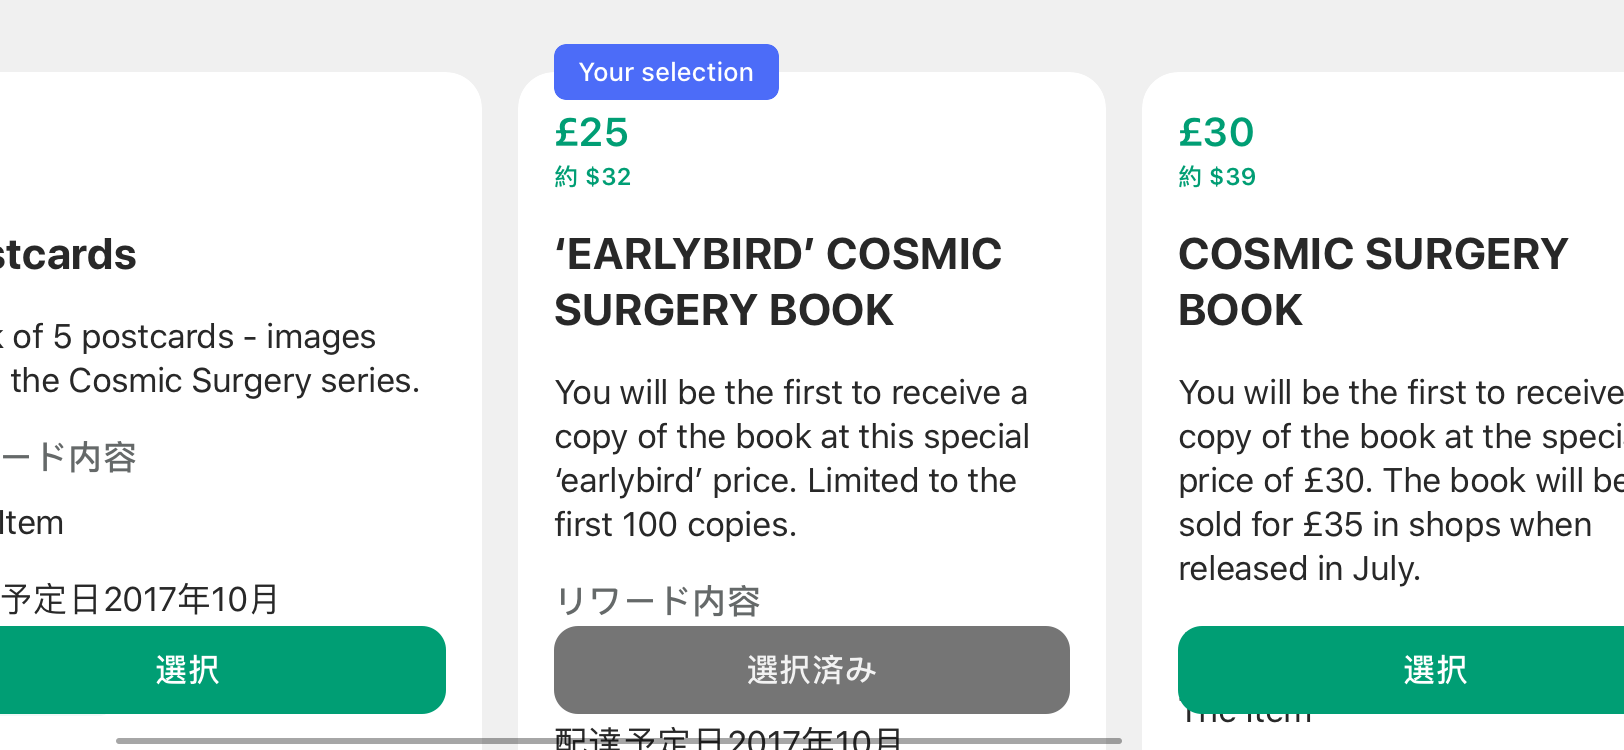 stcards
of 5 postcards - images
the Cosmic Surgery series.
ード内容
Item
予定日2017年10月
選択
Your selection
£25
約 $32
‘EARLYBIRD’ COSMIC
SURGERY BOOK
You will be the first to receive a
copy of the book at this special
‘earlybird’ price. Limited to the
first 100 copies.
リワード内容
選択済み
配達予定日2017年10月
£30
約 $39
COSMIC SURGERY
BOOK
You will be the first to receive
copy of the book at the speci
price of £30. The book will be
sold for £35 in shops when
released in July.
選択
The Item